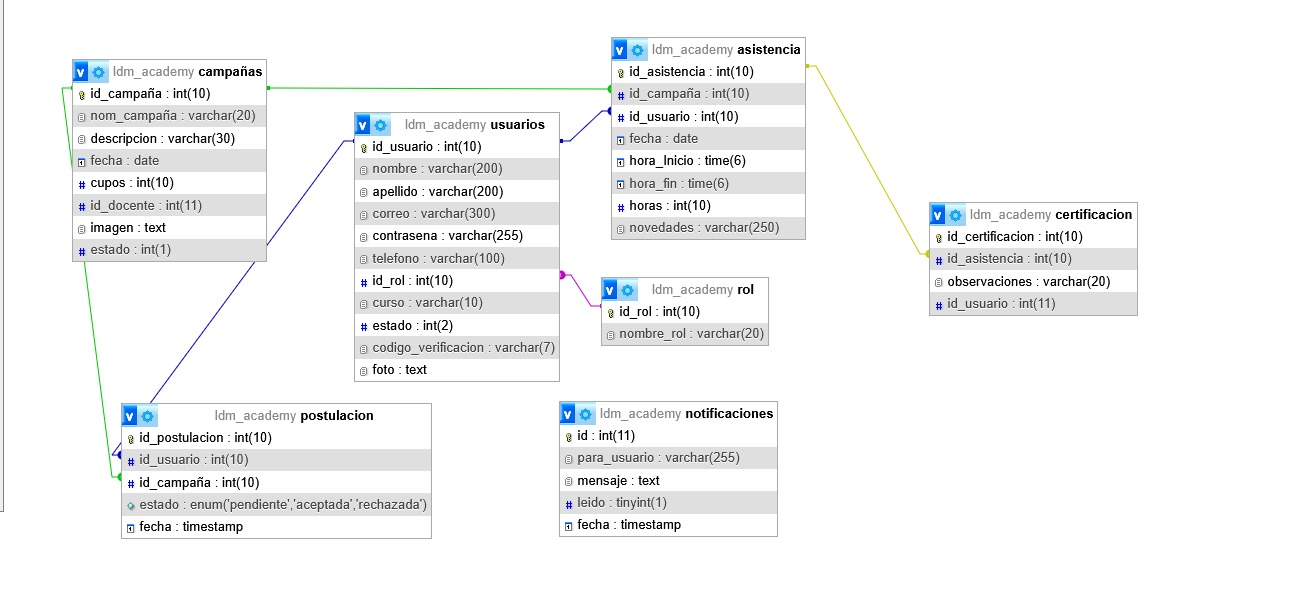 ldm_academy campañas
id_campaña : int(10)
nom_campaña : varchar(20)
descripcion : varchar(30)
fecha : date
cupos : int(10)
id_docente : int(11)
imagen : text
estado : int(1)
ldm_academy usuarios
id_usuario : int(10)
nombre : varchar(200)
apellido : varchar(200)
correo : varchar(300)
contrasena : varchar(255)
telefono : varchar(100)
id_rol : int(10)
curso : varchar(10)
estado : int(2)
codigo_verificacion : varchar(7)
foto : text
ldm_academy asistencia
id_asistencia : int(10)
id_campaña : int(10)
id_usuario : int(10)
fecha : date
hora_Inicio : time(6)
hora_fin : time(6)
horas : int(10)
novedades : varchar(250)
ldm_academy certificacion
id_certificacion : int(10)
id_asistencia : int(10)
observaciones : varchar(20)
id_usuario : int(11)
ldm_academy rol
id_rol : int(10)
nombre_rol : varchar(20)
ldm_academy postulacion
id_postulacion : int(10)
id_usuario : int(10)
id_campaña : int(10)
estado : enum('pendiente','aceptada','rechazada')
fecha : timestamp
ldm_academy notificaciones
id : int(11)
para_usuario : varchar(255)
mensaje : text
leido : tinyint(1)
fecha : timestamp